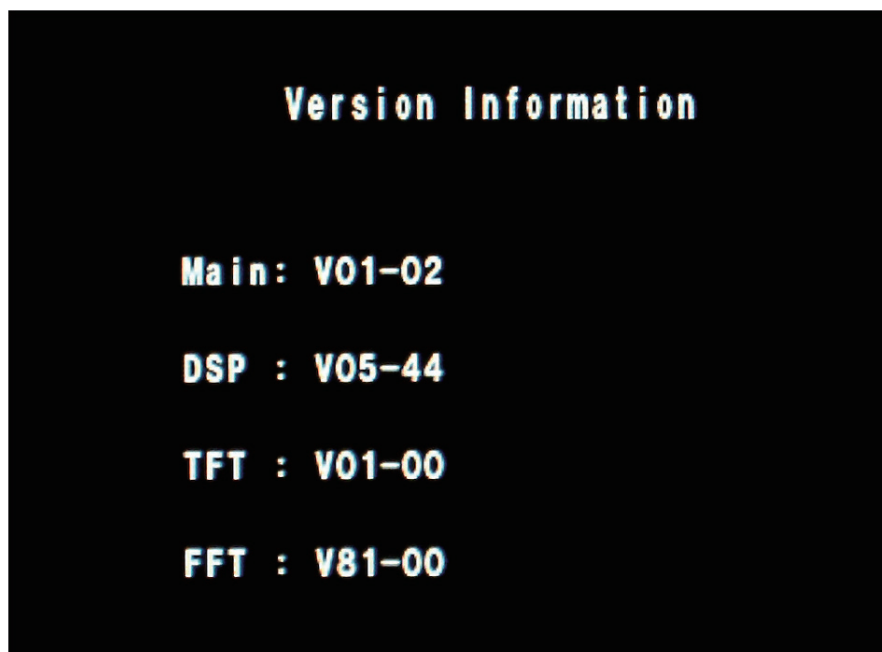 Version Information
Main: V01-02
DSP : V05-44
TFT : V01-00
FFT : V81-00